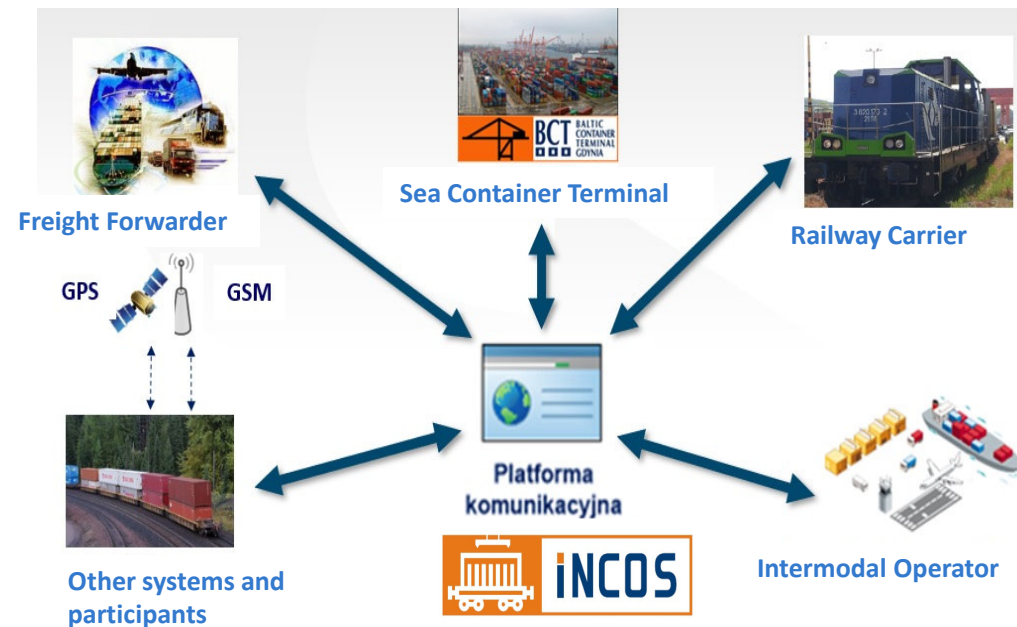 BCT
BALTIC
CONTAINER
TERMINAL
GDYNIA
Sea Container Terminal
Freight Forwarder
Railway Carrier
GPS
GSM
Platforma
komunikacyjna
iNCOS
Intermodal Operator
Other systems and
participants